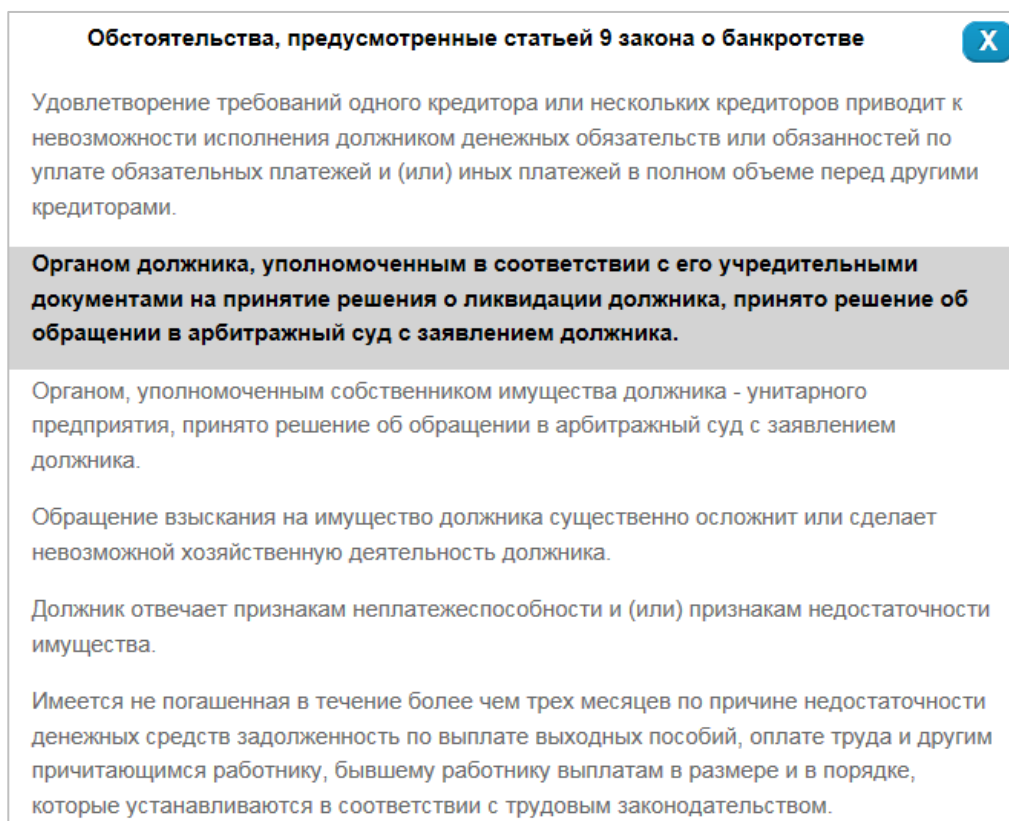 Обстоятельства, предусмотренные статьей 9 закона о банкротстве
X
Удовлетворение требований одного кредитора или нескольких кредиторов приводит к
невозможности исполнения должником денежных обязательств или обязанностей по
уплате обязательных платежей и (или) иных платежей в полном объеме перед другими
кредиторами.
Органом должника, уполномоченным в соответствии с его учредительными
документами на принятие решения о ликвидации должника, принято решение об
обращении в арбитражный суд с заявлением должника.
Органом, уполномоченным собственником имущества должника - унитарного
предприятия, принято решение об обращении в арбитражный суд с заявлением
должника.
Обращение взыскания на имущество должника существенно осложнит или сделает
невозможной хозяйственную деятельность должника.
Должник отвечает признакам неплатежеспособности и (или) признакам недостаточности
имущества.
Имеется не погашенная в течение более чем трех месяцев по причине недостаточности
денежных средств задолженность по выплате выходных пособий, оплате труда и другим
причитающимся работнику, бывшему работнику выплатам в размере и в порядке,
которые устанавливаются в соответствии с трудовым законодательством.